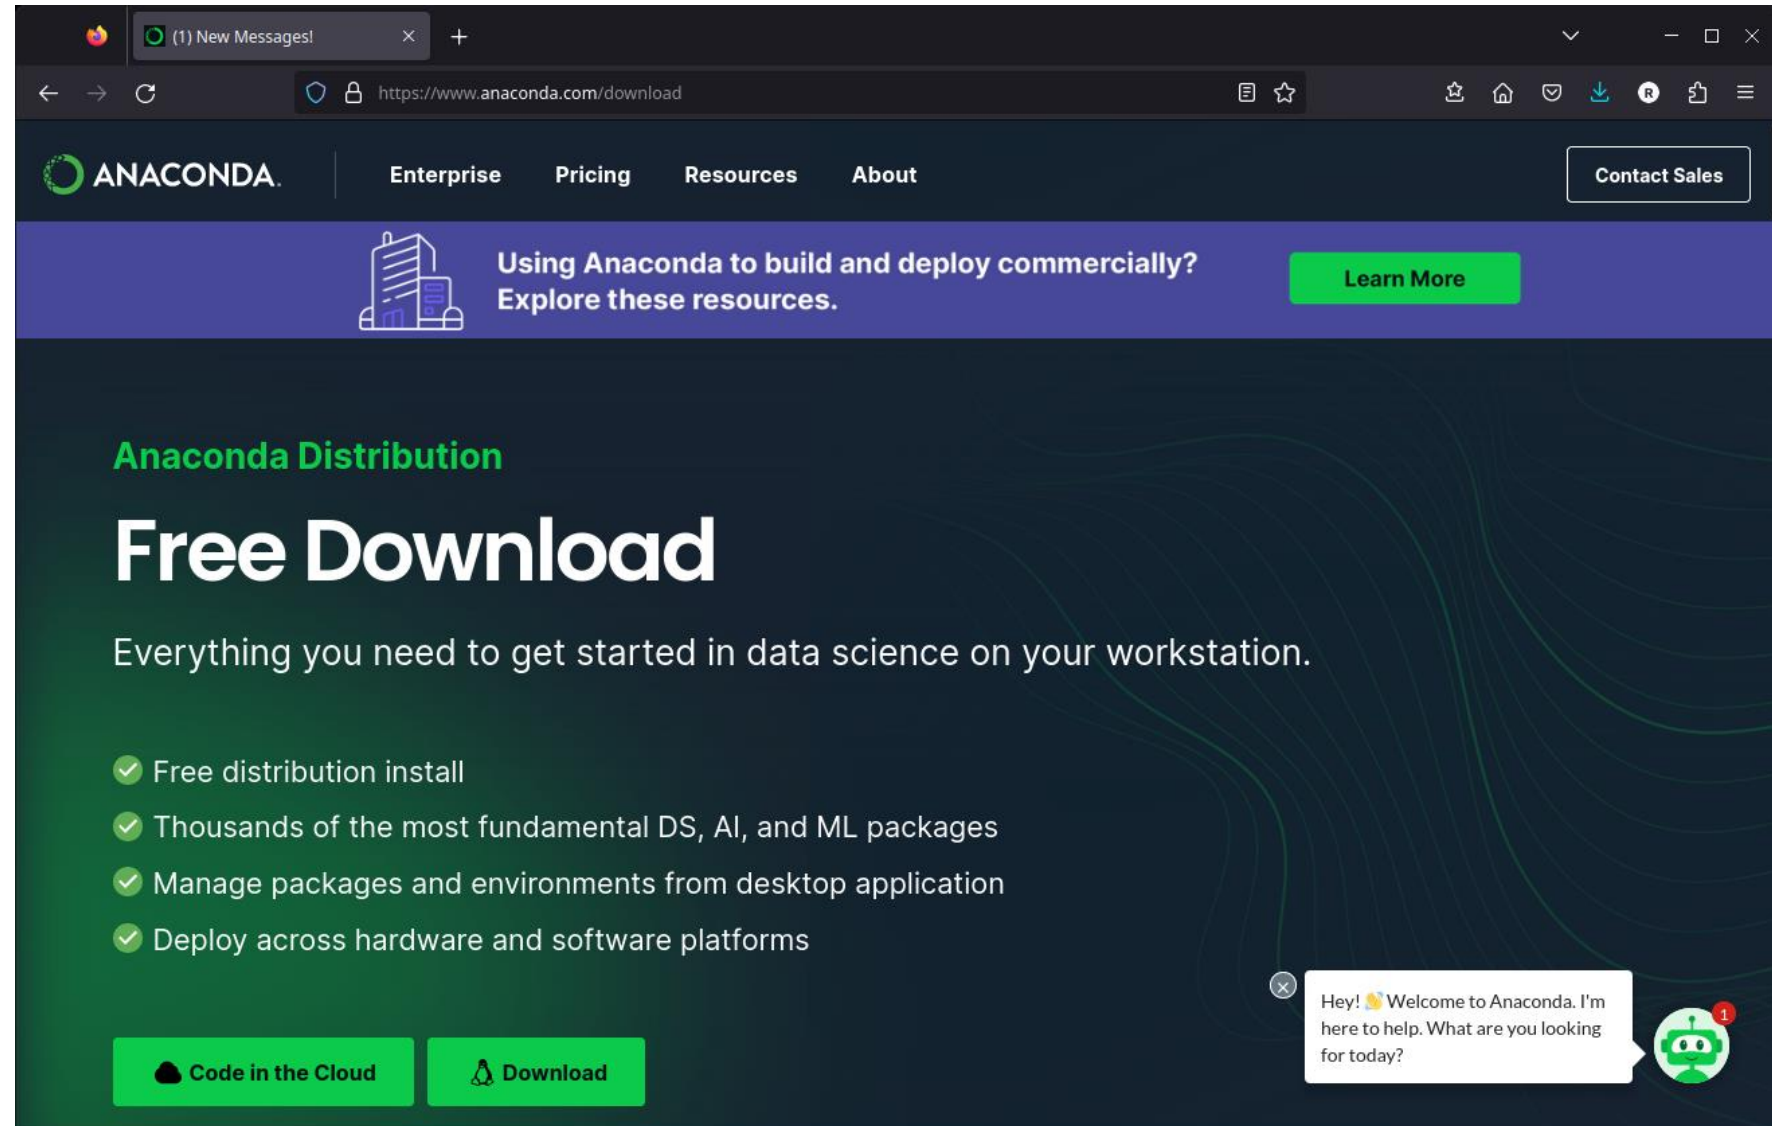 (1) New Messages!
https://www.anaconda.com/download
R
ANACONDA.
Enterprise
Pricing
Resources
About
Contact Sales
Using Anaconda to build and deploy commercially?
Explore these resources.
Learn More
Anaconda Distribution
Free Download
Everything you need to get started in data science on your workstation.
Free distribution install
Thousands of the most fundamental DS, AI, and ML packages
Manage packages and environments from desktop application
Deploy across hardware and software platforms
Code in the Cloud
Download
Hey! 👋 Welcome to Anaconda. I'm
here to help. What are you looking
for today?
1